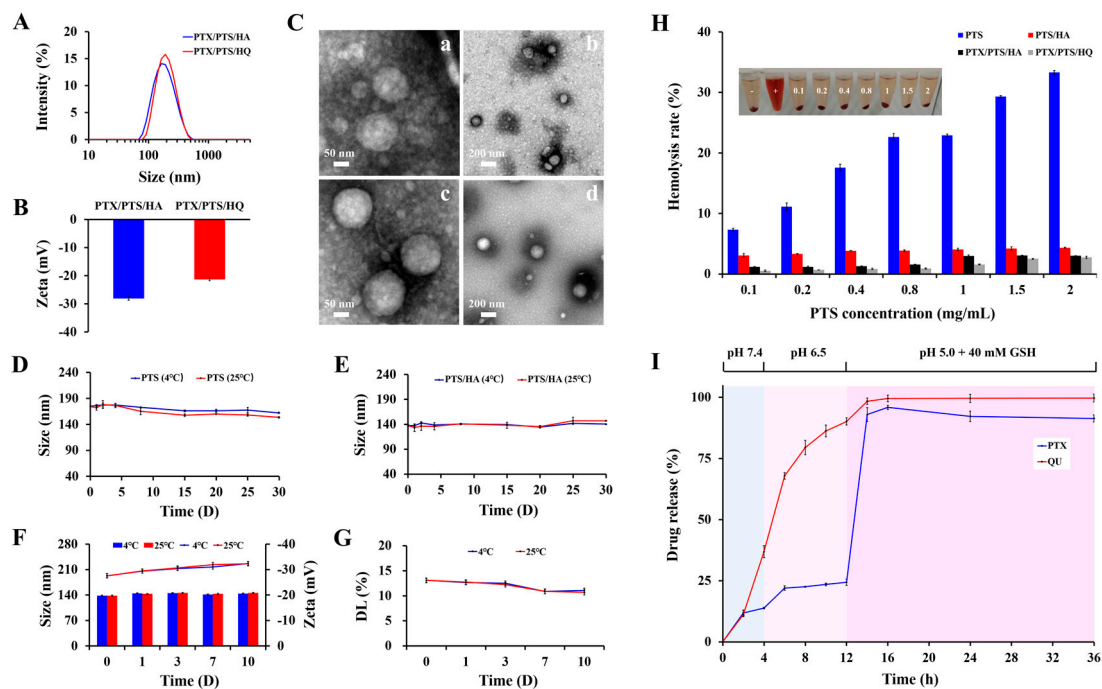 A
PTX/PTS/HA
PTX/PTS/HQ
Intensity (%)
20
15
10
5
0
10 100 1000
Size (nm)
B
PTX/PTS/HA PTX/PTS/HQ
Zeta (mV)
0
-10
-20
-30
-40
C
a
50 nm
b
200 nm
c
50 nm
d
200 nm
D
PTS (4℃) PTS (25℃)
Size (nm)
240
190
140
90
40
0 5 10 15 20 25 30
Time (D)
E
PTS/HA (4℃) PTS/HA (25℃)
Size (nm)
240
190
140
90
40
0 5 10 15 20 25 30
Time (D)
F
4℃ 25℃ 4℃ 25℃
Size (nm)
280
210
140
70
0
-40
-30
-20
-10
0
Zeta (mV)
0 1 3 7 10
Time (D)
G
4℃ 25℃
DL (%)
20
15
10
5
0
0 1 3 7 10
Time (D)
H
PTS PTS/HA
PTX/PTS/HA PTX/PTS/HQ
- + 0.1 0.2 0.4 0.8 1 1.5 2
Hemolysis rate (%)
40
30
20
10
0
0.1 0.2 0.4 0.8 1 1.5 2
PTS concentration (mg/mL)
I
pH 7.4 pH 6.5 pH 5.0 + 40 mM GSH
PTX
QU
Drug release (%)
100
75
50
25
0
0 4 8 12 16 20 24 28 32 36
Time (h)